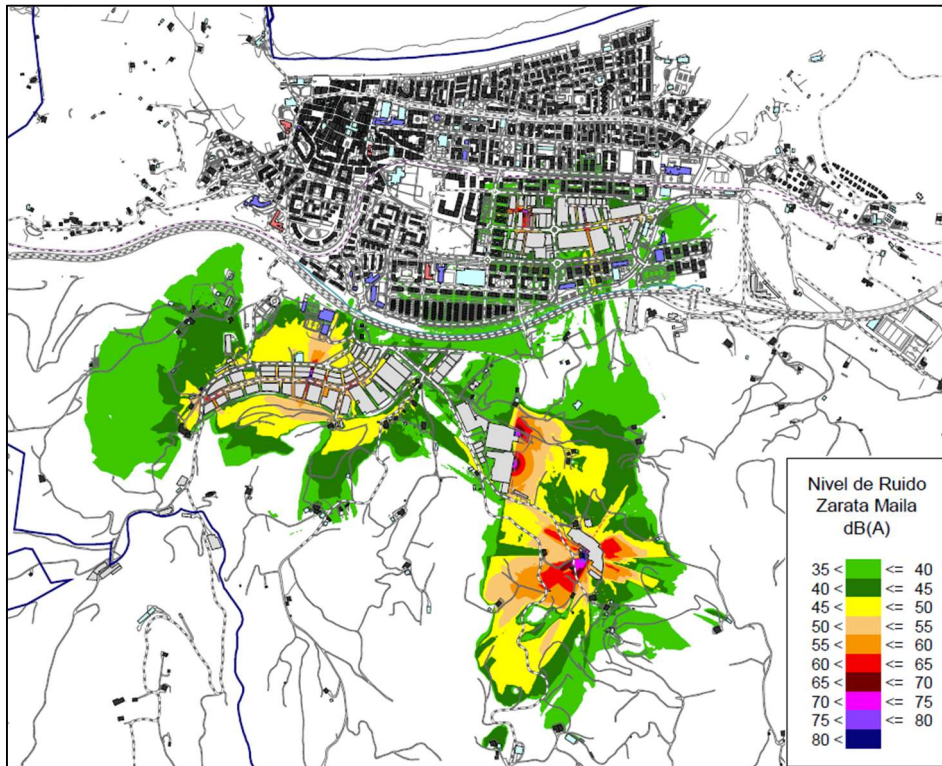 Nivel de Ruido
Zarata Maila
dB(A)
35 < <= 40
40 < <= 45
45 < <= 50
50 < <= 55
55 < <= 60
60 < <= 65
65 < <= 70
70 < <= 75
75 < <= 80
80 <